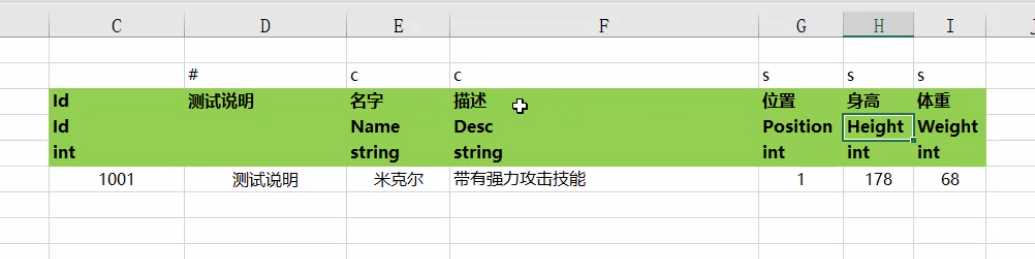 C D E F G H I
# c c s s s
Id 测试说明 名字 描述 位置 身高 体重
Id Name Desc Position Height Weight
int string string int int int
1001 测试说明 米克尔 带有强力攻击技能 1 178 68